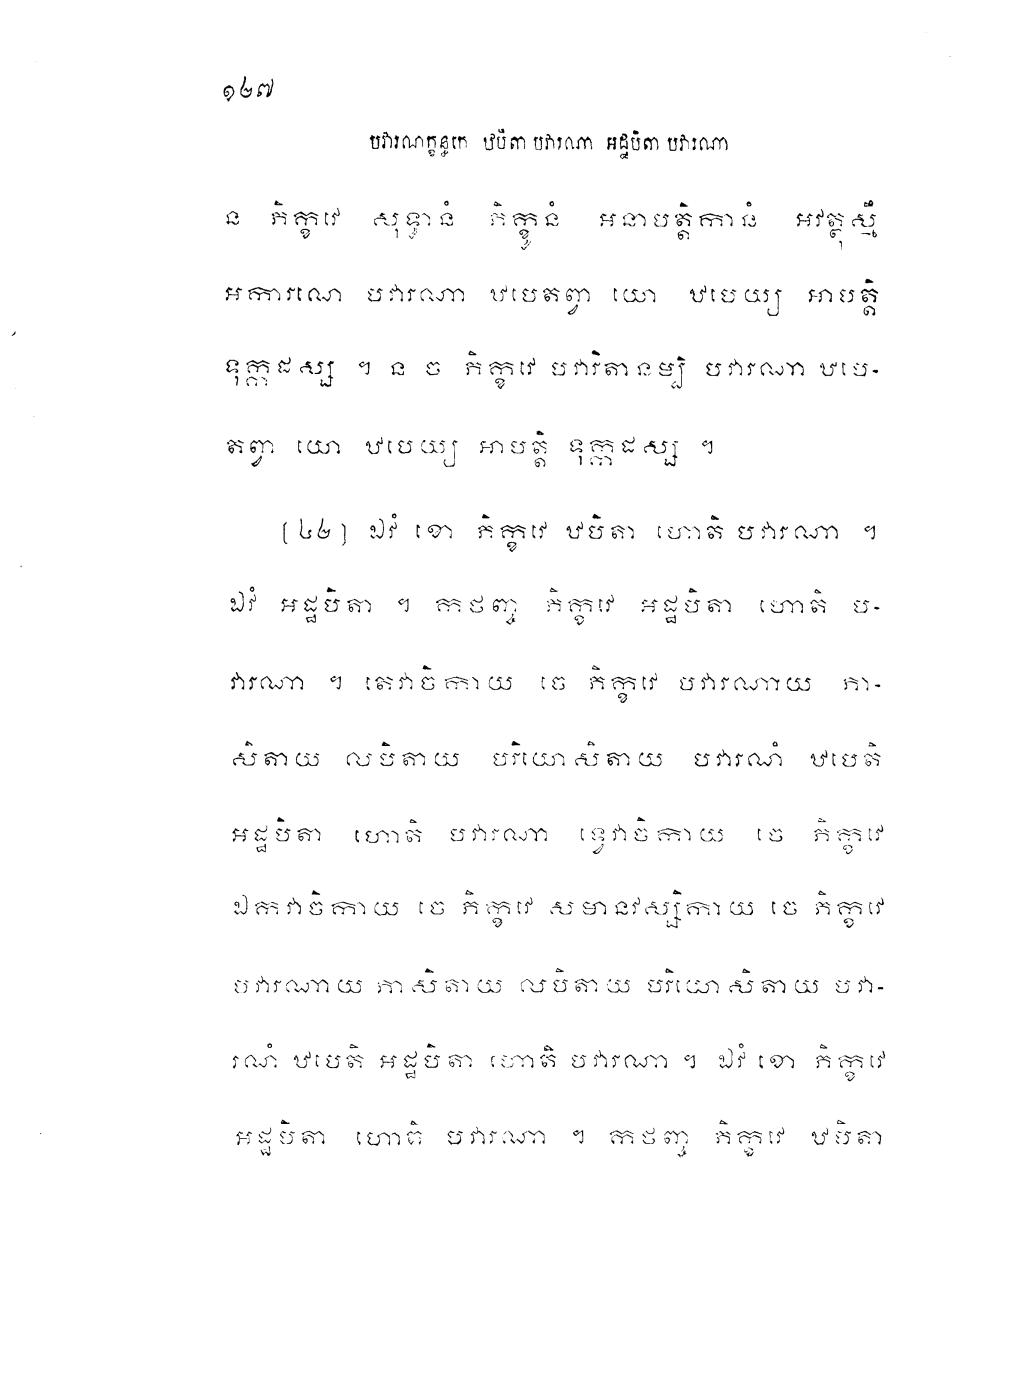 ១៤៧
បវារណក្ខន្ធកេ ឋបិតា បវារណា អដ្ឋបិតា បវារណា
ន ភិក្ខវេ សុទ្ធានំ ភិក្ខូនំ អនាបត្តិកានំ អវត្ថុស្មឹ
អការណេ បវារណា ឋបេតព្វា យោ ឋបេយ្យ អាបត្តិ
ទុក្កដស្ស ។ ន ច ភិក្ខវេ បវារិតានម្បិ បវារណា ឋបេ-
តព្វា យោ ឋបេយ្យ អាបត្តិ ទុក្កដស្ស ។
[៤៤] ឯវំ ខោ ភិក្ខវេ ឋបិតា ហោតិ បវារណា ។
ឯវំ អដ្ឋបិតា ។ កថញ្ច ភិក្ខវេ អដ្ឋបិតា ហោតិ ប-
វារណា ។ តេវាចិកាយ ចេ ភិក្ខវេ បវារណាយ ភា-
សិតាយ លបិតាយ បរិយោសិតាយ បវារណំ ឋបេតិ
អដ្ឋបិតា ហោតិ បវារណា ទ្វេវាចិកាយ ចេ ភិក្ខវេ
ឯកវាចិកាយ ចេ ភិក្ខវេ សមានវស្សិកាយ ចេ ភិក្ខវេ
បវារណាយ ភាសិតាយ លបិតាយ បរិយោសិតាយ បវា-
រណំ ឋបេតិ អដ្ឋបិតា ហោតិ បវារណា ។ ឯវំ ខោ ភិក្ខវេ
អដ្ឋបិតា ហោតិ បវារណា ។ កថញ្ច ភិក្ខវេ ឋបិតា